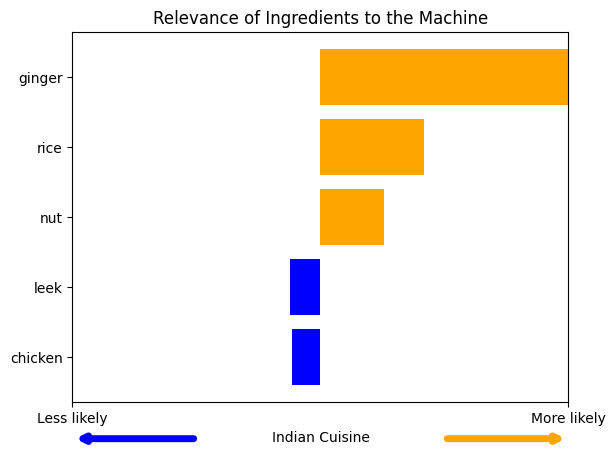 Relevance of Ingredients to the Machine
ginger
rice
nut
leek
chicken
Less likely
More likely
Indian Cuisine